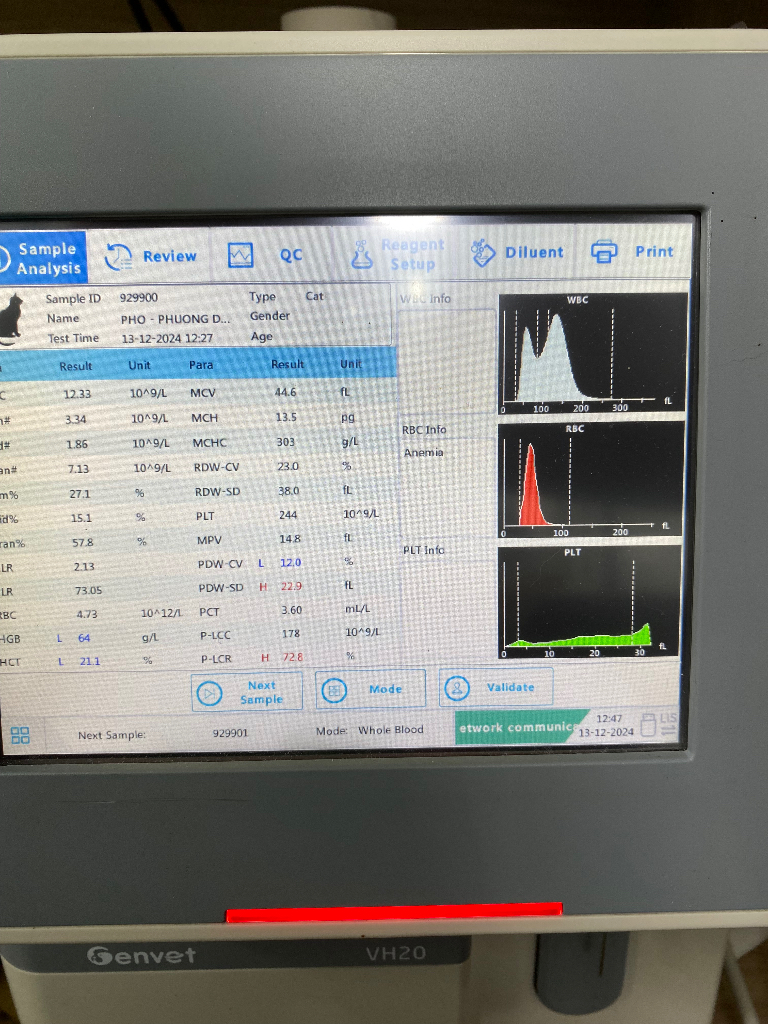 Sample Analysis Review QC Reagent Setup Diluent Print
Sample ID 929900 Type Cat
Name PHO - PHUONG D... Gender
Test Time 13-12-2024 12:27 Age
Result Unit Para Result Unit
C 12.33 10^9/L MCV 44.6 fL
n# 3.34 10^9/L MCH 13.5 pg
d# 1.86 10^9/L MCHC 303 g/L
an# 7.13 10^9/L RDW-CV 23.0 %
m% 27.1 % RDW-SD 38.0 fL
id% 15.1 % PLT 244 10^9/L
ran% 57.8 % MPV 14.8 fL
LR 2.13 PDW-CV L 12.0 %
LR 73.05 PDW-SD H 22.9 fL
RBC 4.73 10^12/L PCT 3.60 mL/L
HGB L 64 g/L P-LCC 178 10^9/L
HCT L 21.1 % P-LCR H 72.8 %
WBC Info
RBC Info
Anemia
PLT Info
WBC
0 100 200 300 fL
RBC
0 100 200 fL
PLT
0 10 20 30 fL
Next Sample Mode Validate
Next Sample: 929901 Mode: Whole Blood etwork communic 12:47 13-12-2024 LIS
Genvet VH20